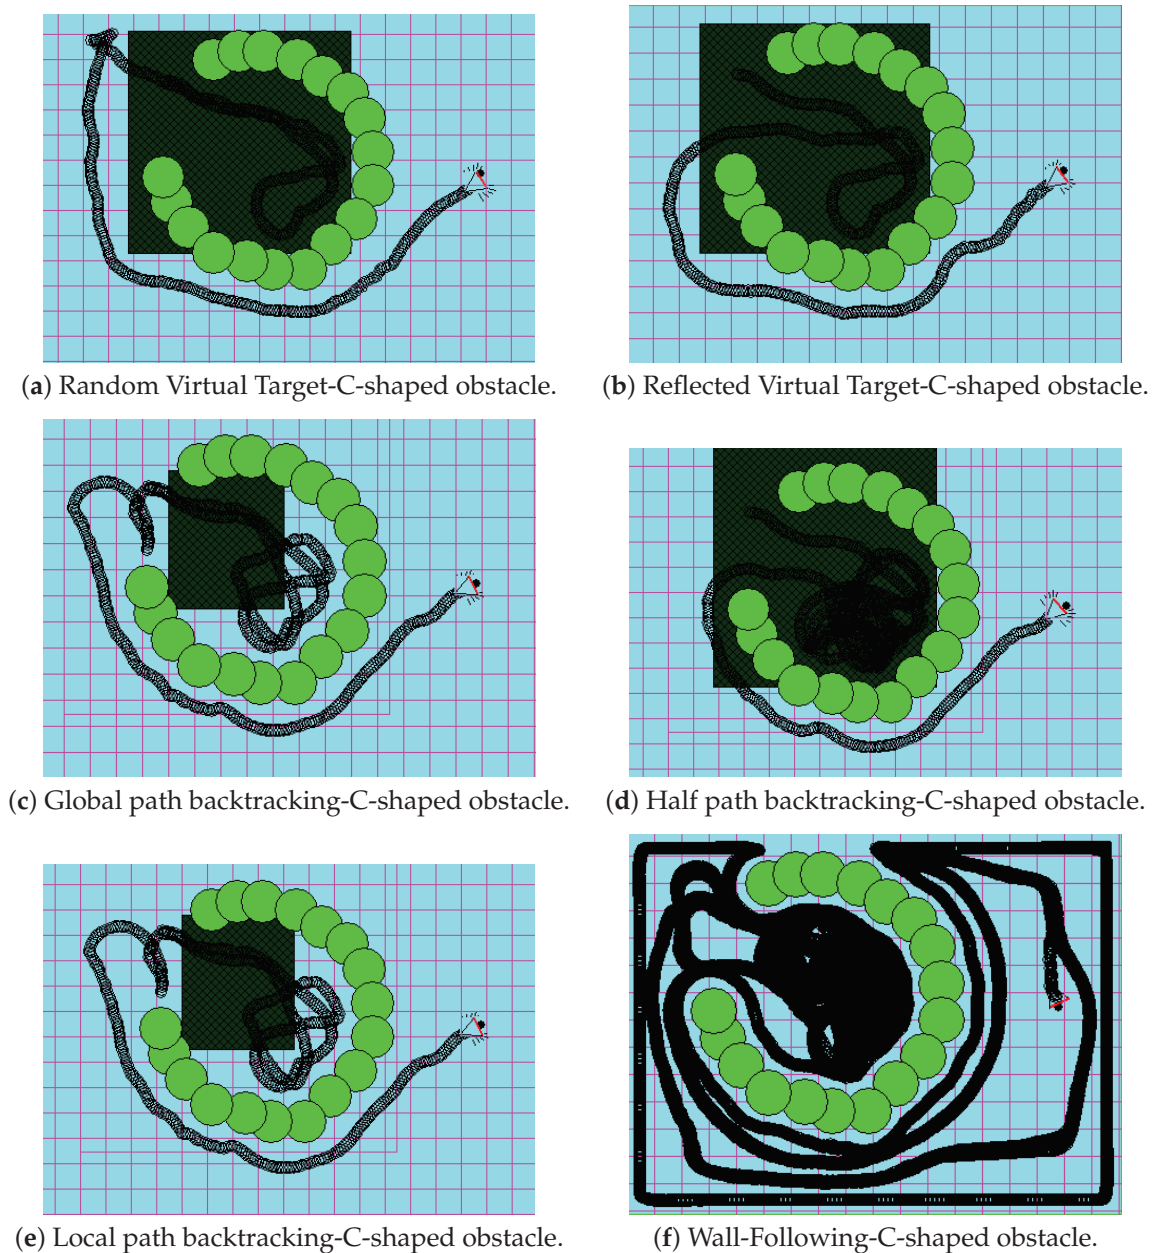 (a) Random Virtual Target-C-shaped obstacle.
(b) Reflected Virtual Target-C-shaped obstacle.
(c) Global path backtracking-C-shaped obstacle.
(d) Half path backtracking-C-shaped obstacle.
(e) Local path backtracking-C-shaped obstacle.
(f) Wall-Following-C-shaped obstacle.